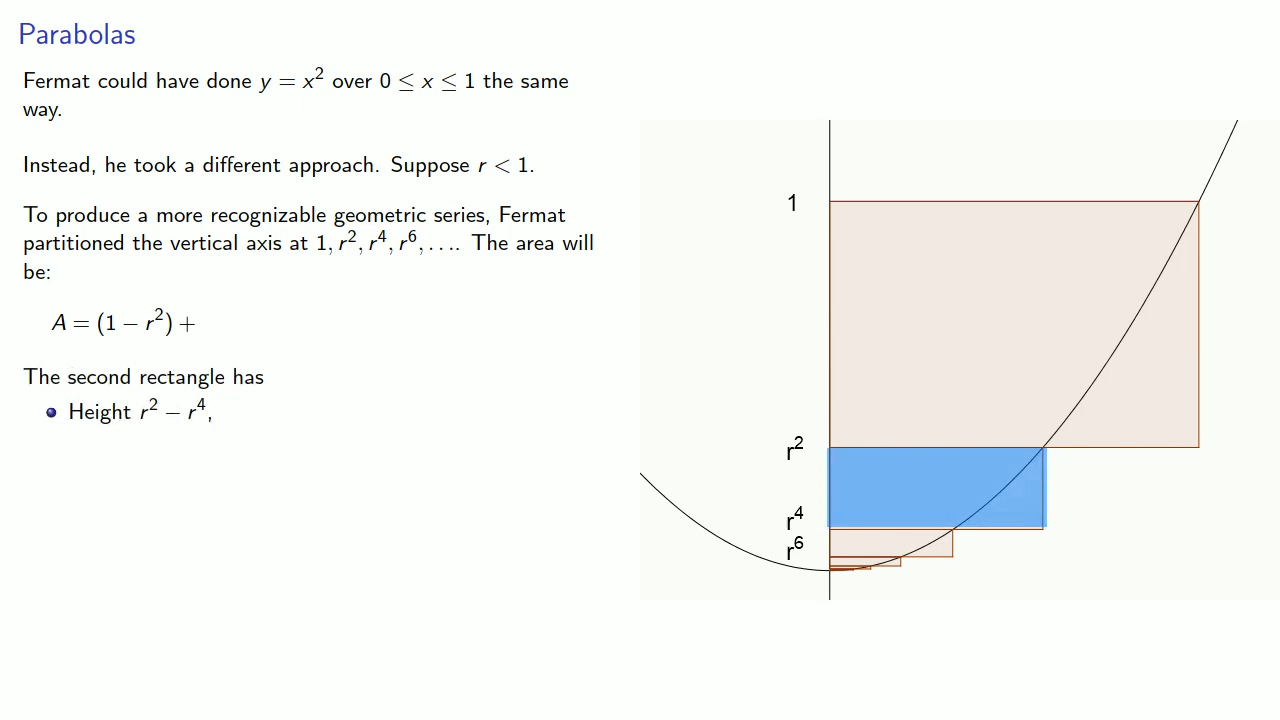 Parabolas
Fermat could have done y = x² over 0 ≤ x ≤ 1 the same
way.
Instead, he took a different approach. Suppose r < 1.
To produce a more recognizable geometric series, Fermat
partitioned the vertical axis at 1, r², r⁴, r⁶, .... The area will
be:
A = (1 − r²) +
The second rectangle has
Height r² − r⁴,
1
r²
r⁴
r⁶